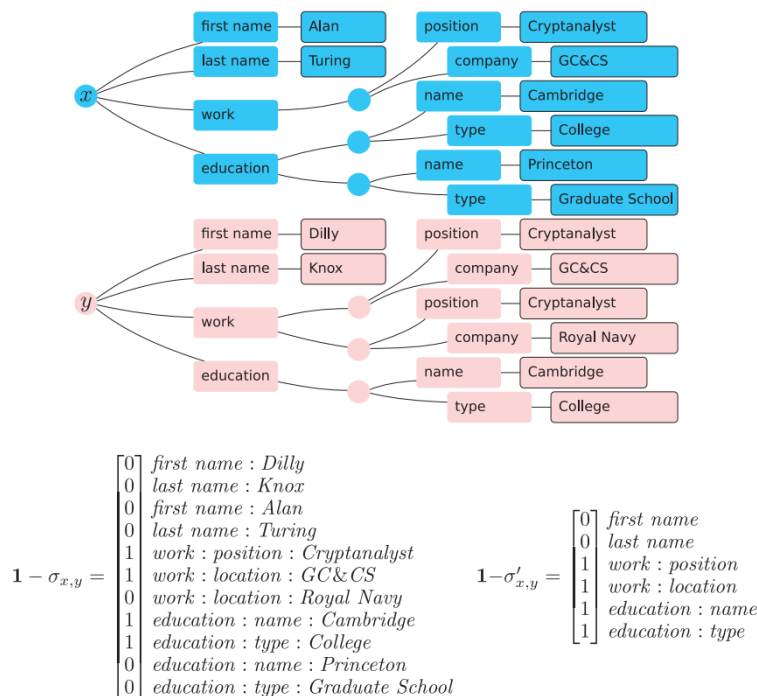 first name Alan position Cryptanalyst
last name Turing company GC&CS
x name Cambridge
work type College
education name Princeton
type Graduate School
first name Dilly position Cryptanalyst
last name Knox company GC&CS
y position Cryptanalyst
work company Royal Navy
education name Cambridge
type College
1 − σx,y =
0 first name : Dilly
0 last name : Knox
0 first name : Alan
0 last name : Turing
1 work : position : Cryptanalyst
1 work : location : GC&CS
0 work : location : Royal Navy
1 education : name : Cambridge
1 education : type : College
0 education : name : Princeton
0 education : type : Graduate School
1−σ′x,y =
0 first name
0 last name
1 work : position
1 work : location
1 education : name
1 education : type